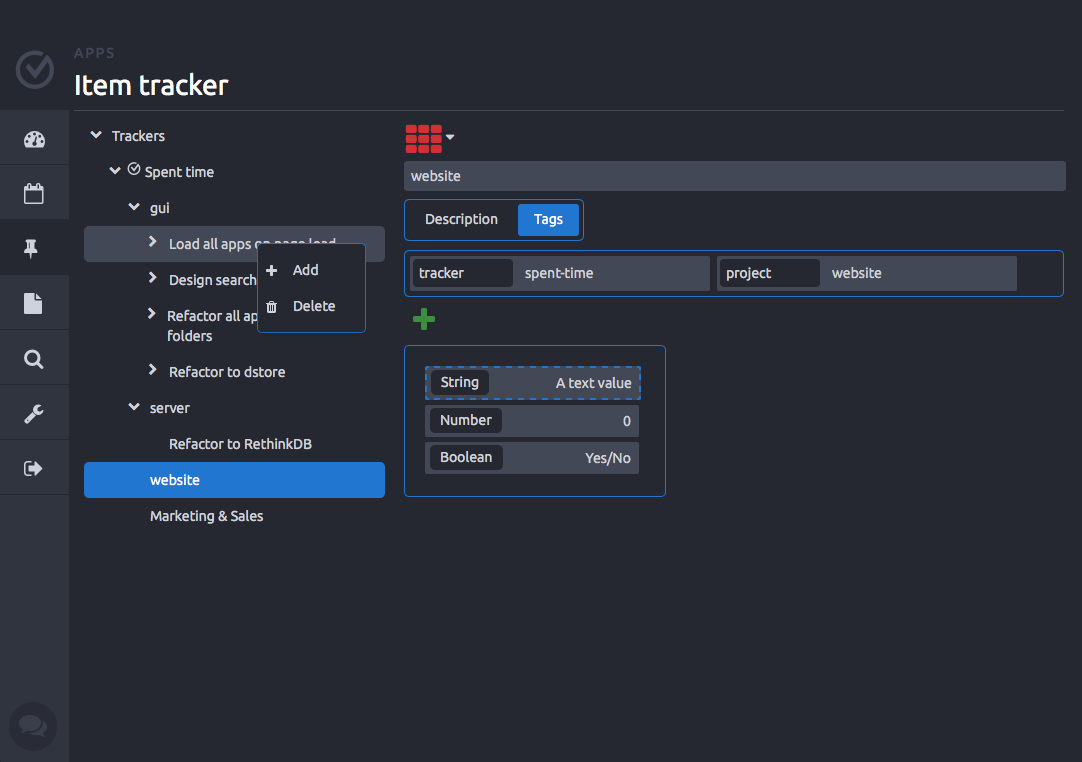 APPS
Item tracker
Trackers
Spent time
gui
Load all apps on page load
Design search
Refactor all ap
folders
Refactor to dstore
server
Refactor to RethinkDB
website
Marketing & Sales
Add
Delete
website
Description Tags
tracker spent-time project website
String A text value
Number 0
Boolean Yes/No